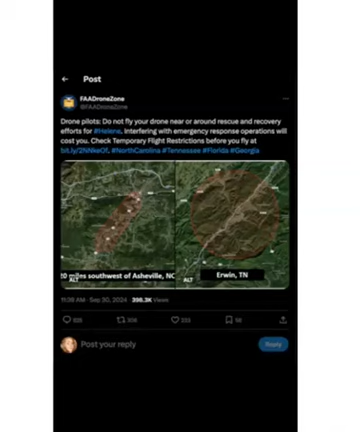 Post
FAADroneZone
@FAADroneZone
Drone pilots: Do not fly your drone near or around rescue and recovery
efforts for #Helene. Interfering with emergency response operations will
cost you. Check Temporary Flight Restrictions before you fly at
#NorthCarolina #Tennessee #Florida #Georgia
20 miles southwest of Asheville, NC
ALT
Erwin, TN
ALT
11:38 AM · Sep 30, 2024 · 396.3K Views
Post your reply
Reply